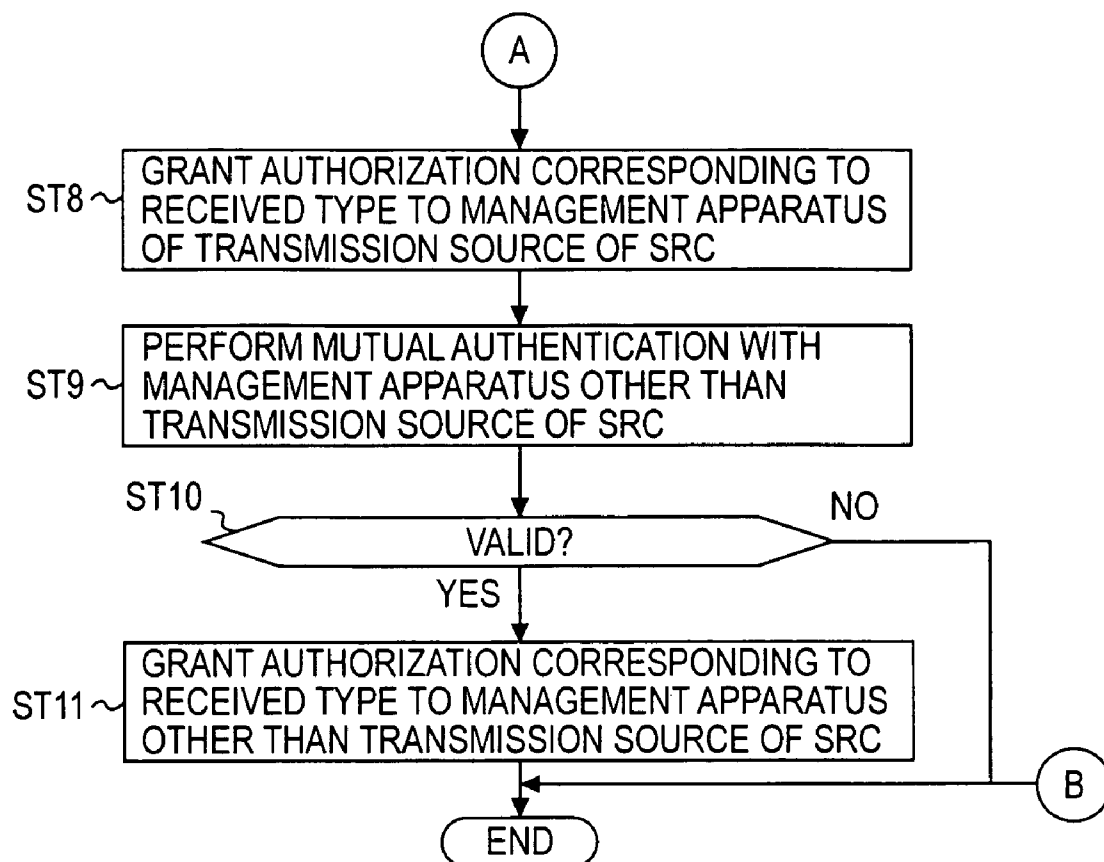 A
ST8
GRANT AUTHORIZATION CORRESPONDING TO
RECEIVED TYPE TO MANAGEMENT APPARATUS
OF TRANSMISSION SOURCE OF SRC
ST9
PERFORM MUTUAL AUTHENTICATION WITH
MANAGEMENT APPARATUS OTHER THAN
TRANSMISSION SOURCE OF SRC
ST10
VALID?
NO
YES
ST11
GRANT AUTHORIZATION CORRESPONDING TO
RECEIVED TYPE TO MANAGEMENT APPARATUS
OTHER THAN TRANSMISSION SOURCE OF SRC
B
END